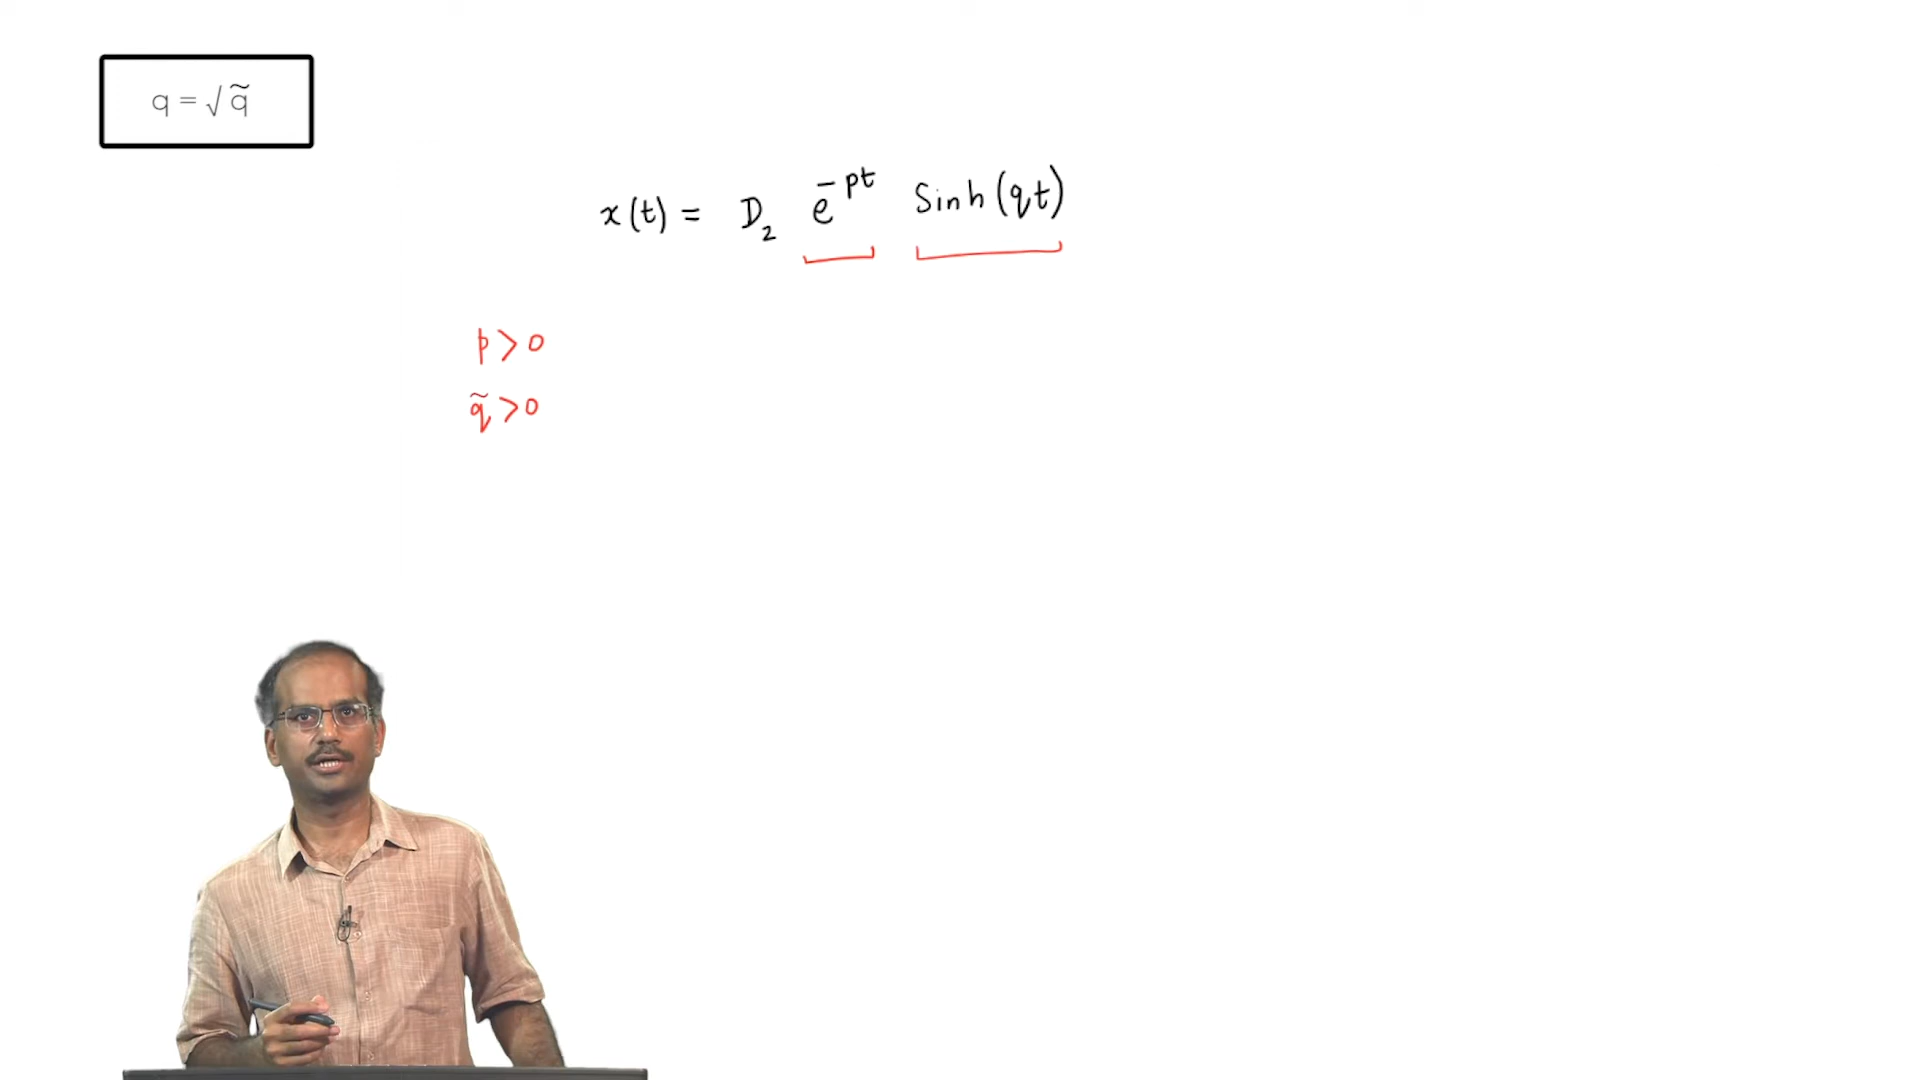 q = √q̃
x(t) = D₂ e^{-pt} Sinh(qt)
p > 0
q̃ > 0